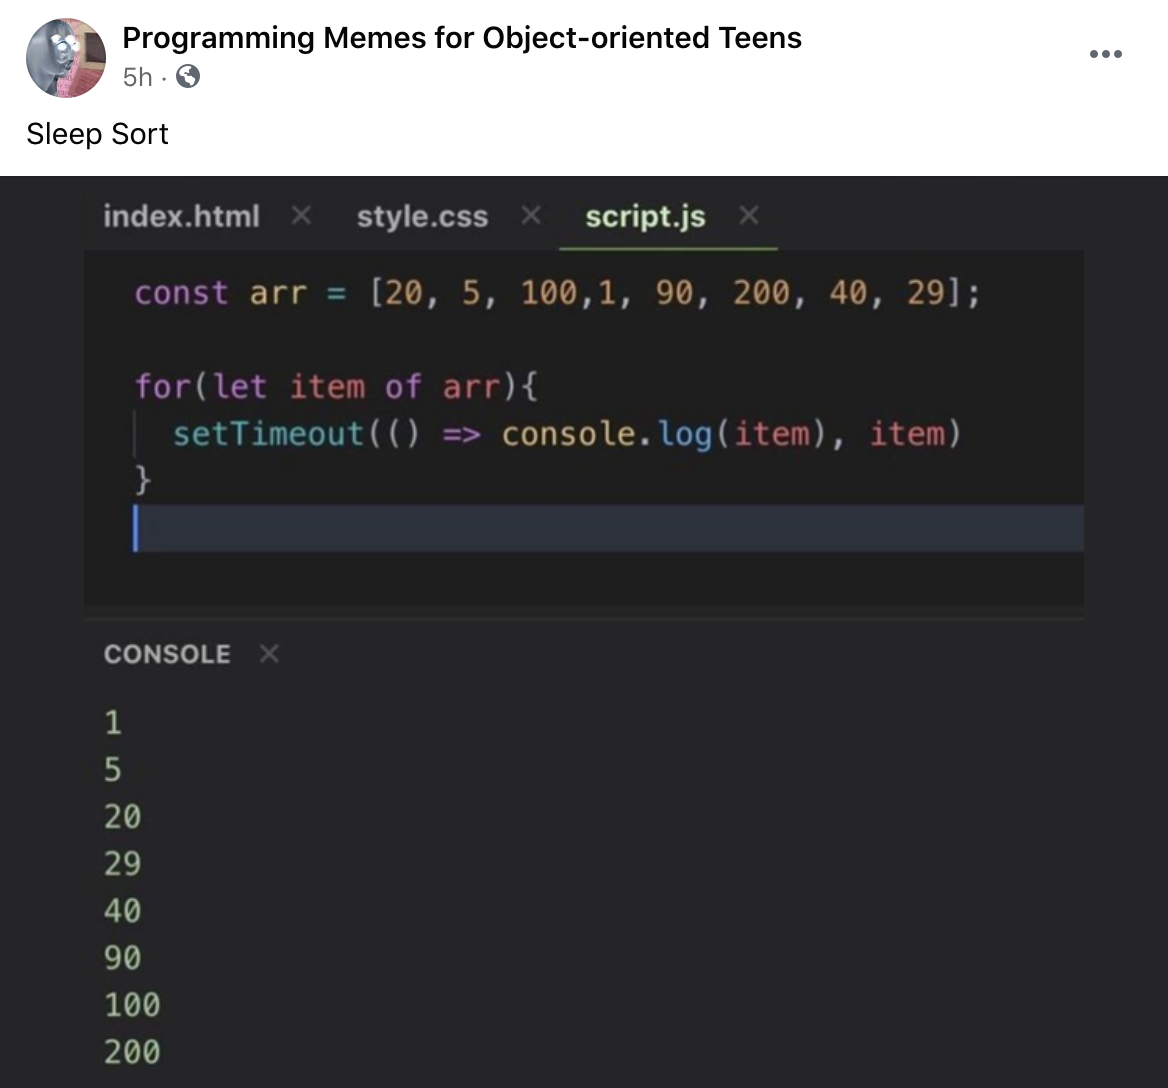 Programming Memes for Object-oriented Teens
5h ·
Sleep Sort
index.html × style.css × script.js ×
const arr = [20, 5, 100,1, 90, 200, 40, 29];
for(let item of arr){
setTimeout(() => console.log(item), item)
}
CONSOLE ×
1
5
20
29
40
90
100
200